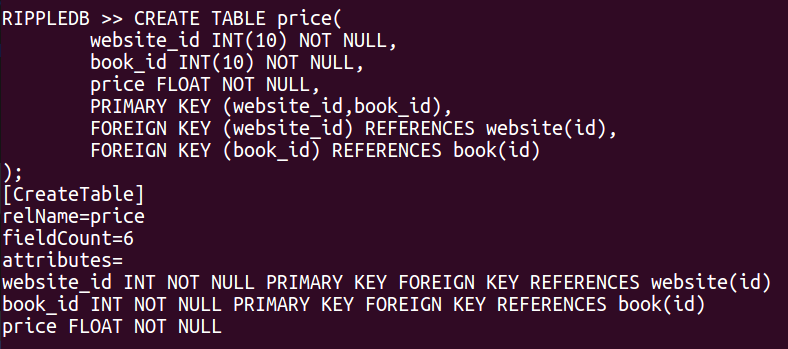 RIPPLEDB >> CREATE TABLE price(
        website_id INT(10) NOT NULL,
        book_id INT(10) NOT NULL,
        price FLOAT NOT NULL,
        PRIMARY KEY (website_id,book_id),
        FOREIGN KEY (website_id) REFERENCES website(id),
        FOREIGN KEY (book_id) REFERENCES book(id)
);
[CreateTable]
relName=price
fieldCount=6
attributes=
website_id INT NOT NULL PRIMARY KEY FOREIGN KEY REFERENCES website(id)
book_id INT NOT NULL PRIMARY KEY FOREIGN KEY REFERENCES book(id)
price FLOAT NOT NULL